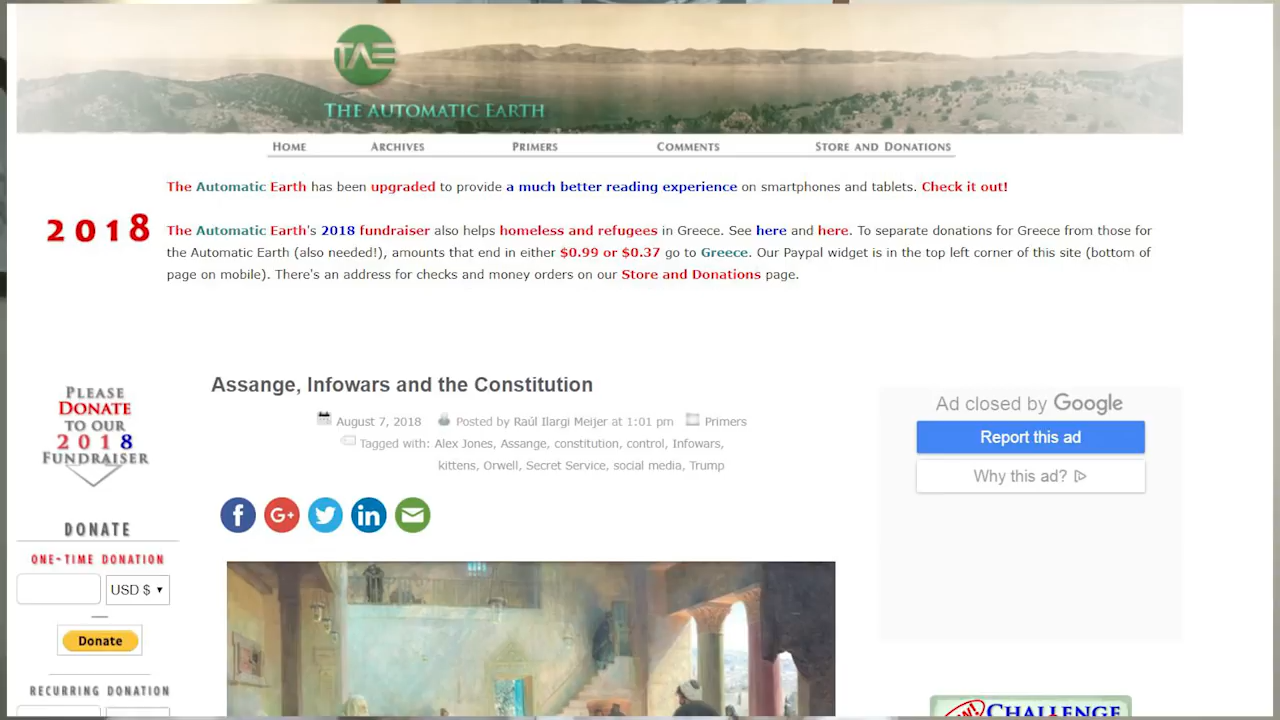 TAE
The Automatic Earth
Home Archives Primers Comments Store and Donations
The Automatic Earth has been upgraded to provide a much better reading experience on smartphones and tablets. Check it out!
2018
The Automatic Earth's 2018 fundraiser also helps homeless and refugees in Greece. See here and here. To separate donations for Greece from those for
the Automatic Earth (also needed!), amounts that end in either $0.99 or $0.37 go to Greece. Our Paypal widget is in the top left corner of this site (bottom of
page on mobile). There's an address for checks and money orders on our Store and Donations page.
Please
Donate
to our
2018
Fundraiser
DONATE
ONE-TIME DONATION
USD $
Donate
RECURRING DONATION
Assange, Infowars and the Constitution
August 7, 2018 Posted by Raúl Ilargi Meijer at 1:01 pm Primers
Tagged with: Alex Jones, Assange, constitution, control, Infowars,
kittens, Orwell, Secret Service, social media, Trump
f G+ in
Ad closed by Google
Report this ad
Why this ad?
CHALLENGE